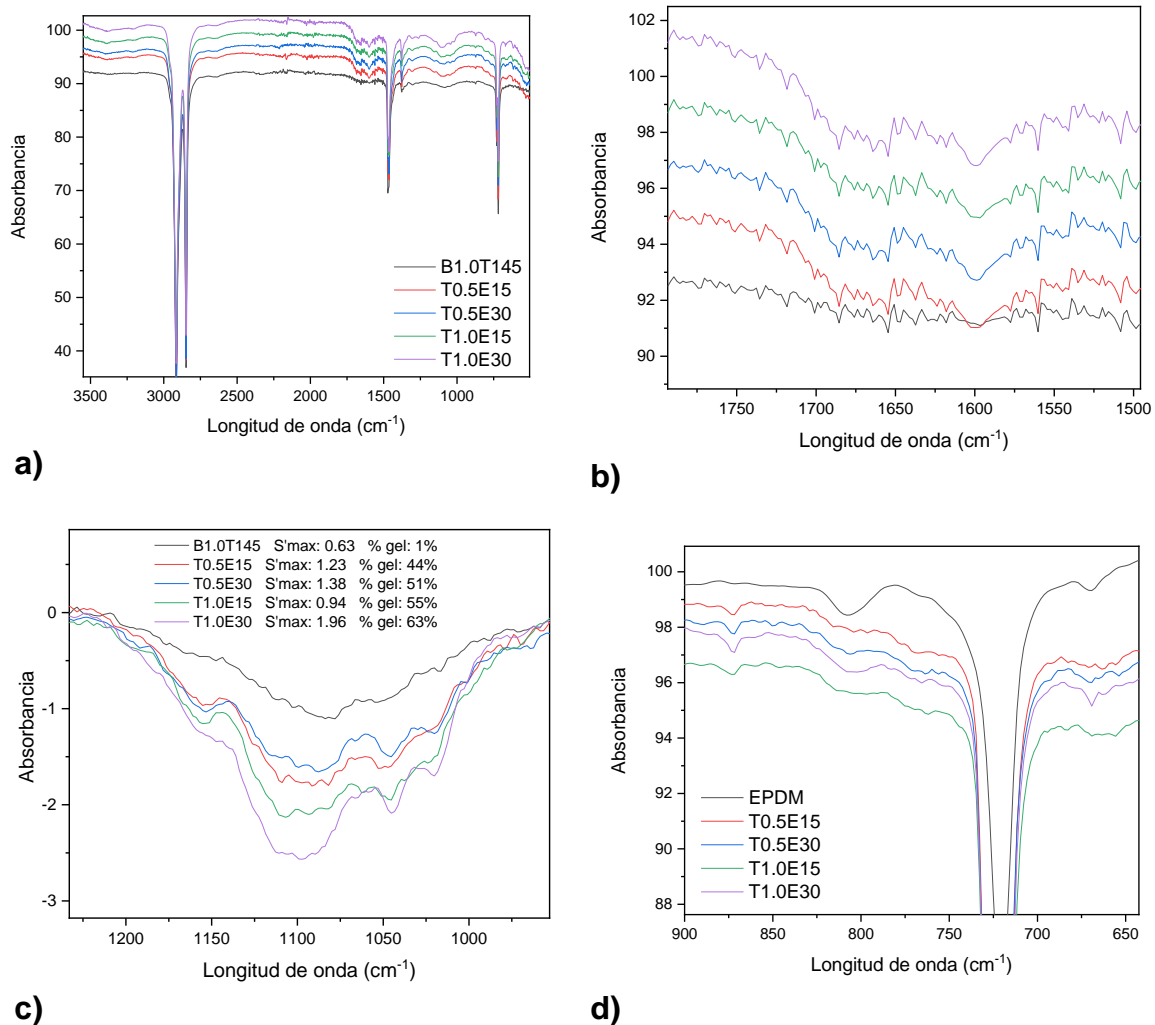 100
90
80
70
60
50
40
Absorbancia
B1.0T145
T0.5E15
T0.5E30
T1.0E15
T1.0E30
3500 3000 2500 2000 1500 1000
Longitud de onda (cm-1)
a)
102
100
98
96
94
92
90
Absorbancia
1750 1700 1650 1600 1550 1500
Longitud de onda (cm-1)
b)
B1.0T145 S'max: 0.63 % gel: 1%
T0.5E15 S'max: 1.23 % gel: 44%
T0.5E30 S'max: 1.38 % gel: 51%
T1.0E15 S'max: 0.94 % gel: 55%
T1.0E30 S'max: 1.96 % gel: 63%
0
-1
-2
-3
Absorbancia
1200 1150 1100 1050 1000
Longitud de onda (cm-1)
c)
100
98
96
94
92
90
88
Absorbancia
EPDM
T0.5E15
T0.5E30
T1.0E15
T1.0E30
900 850 800 750 700 650
Longitud de onda (cm-1)
d)